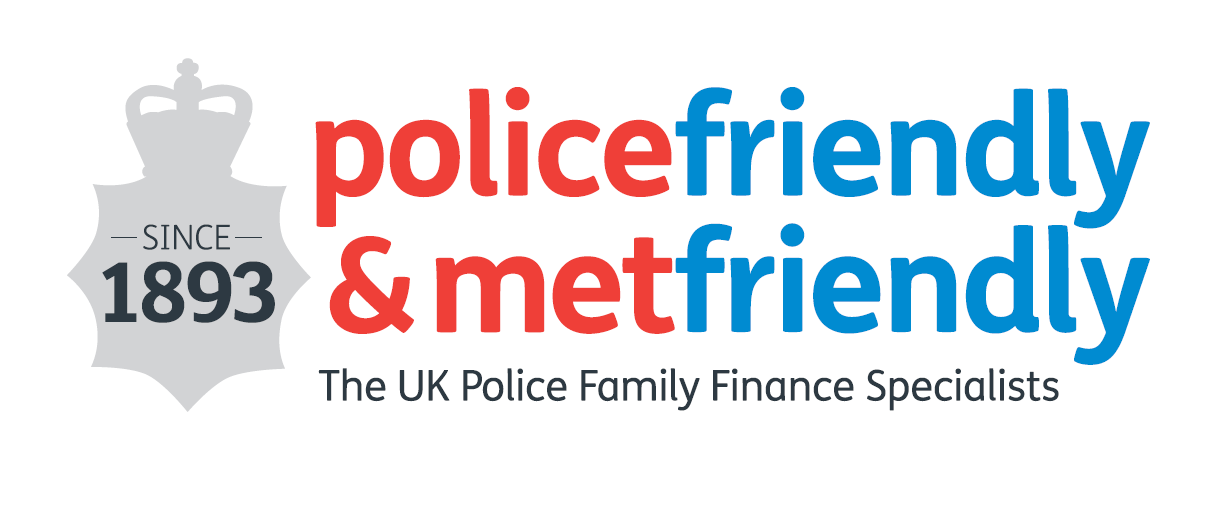 SINCE
1893
policefriendly
& metfriendly
The UK Police Family Finance Specialists